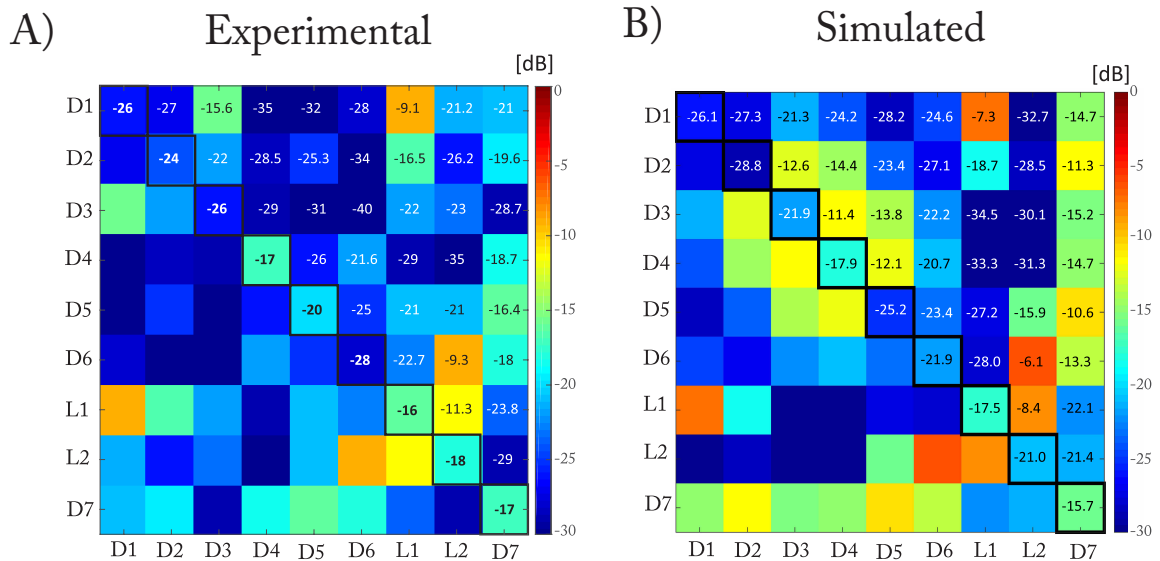 A) Experimental
[dB]
D1 -26 -27 -15.6 -35 -32 -28 -9.1 -21.2 -21 0
D2 -24 -22 -28.5 -25.3 -34 -16.5 -26.2 -19.6 -5
D3 -26 -29 -31 -40 -22 -23 -28.7 -10
D4 -17 -26 -21.6 -29 -35 -18.7
D5 -20 -25 -21 -21 -16.4 -15
D6 -28 -22.7 -9.3 -18 -20
L1 -16 -11.3 -23.8
L2 -18 -29 -25
D7 -17 -30
D1 D2 D3 D4 D5 D6 L1 L2 D7
B) Simulated
[dB]
D1 -26.1 -27.3 -21.3 -24.2 -28.2 -24.6 -7.3 -32.7 -14.7 0
D2 -28.8 -12.6 -14.4 -23.4 -27.1 -18.7 -28.5 -11.3 -5
D3 -21.9 -11.4 -13.8 -22.2 -34.5 -30.1 -15.2 -10
D4 -17.9 -12.1 -20.7 -33.3 -31.3 -14.7
D5 -25.2 -23.4 -27.2 -15.9 -10.6 -15
D6 -21.9 -28.0 -6.1 -13.3 -20
L1 -17.5 -8.4 -22.1
L2 -21.0 -21.4 -25
D7 -15.7 -30
D1 D2 D3 D4 D5 D6 L1 L2 D7